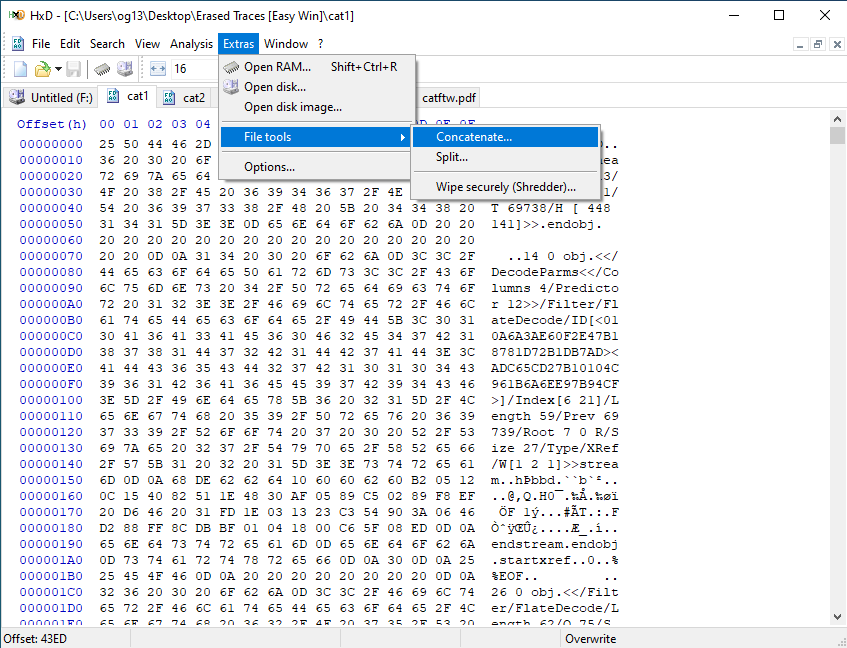 HxD - [C:\Users\og13\Desktop\Erased Traces [Easy Win]\cat1]
File Edit Search View Analysis Extras Window ?
16
Open RAM... Shift+Ctrl+R
Open disk...
Open disk image...
File tools
Options...
Concatenate...
Split...
Wipe securely (Shredder)...
Untitled (F:) cat1 cat2 catftw.pdf
Offset(h) 00 01 02 03 04
00000000 25 50 44 46 2D
00000010 36 20 30 20 6F
00000020 72 69 7A 65 64
00000030 4F 20 38 2F 45 20 36 39 34 36 37 2F 4E
00000040 54 20 36 39 37 33 38 2F 48 20 5B 20 34 34 38 20 T 69738/H [ 448
00000050 31 34 31 5D 3E 3E 0D 65 6E 64 6F 62 6A 0D 20 20 141]>>.endobj.
00000060 20 20 20 20 20 20 20 20 20 20 20 20 20 20 20 20
00000070 20 20 0D 0A 31 34 20 30 20 6F 62 6A 0D 3C 3C 2F ..14 0 obj.<</
00000080 44 65 63 6F 64 65 50 61 72 6D 73 3C 3C 2F 43 6F DecodeParms<</Co
00000090 6C 75 6D 6E 73 20 34 2F 50 72 65 64 69 63 74 6F lumns 4/Predicto
000000A0 72 20 31 32 3E 3E 2F 46 69 6C 74 65 72 2F 46 6C r 12>>/Filter/Fl
000000B0 61 74 65 44 65 63 6F 64 65 2F 49 44 5B 3C 30 31 ateDecode/ID[<01
000000C0 30 41 36 41 33 41 45 36 30 46 32 45 34 37 42 31 0A6A3AE60F2E47B1
000000D0 38 37 38 31 44 37 32 42 31 44 42 37 41 44 3E 3C 8781D72B1DB7AD><
000000E0 41 44 43 36 35 43 44 32 37 42 31 30 31 30 34 43 ADC65CD27B10104C
000000F0 39 36 31 42 36 41 36 45 45 39 37 42 39 34 43 46 961B6A6EE97B94CF
00000100 3E 5D 2F 49 6E 64 65 78 5B 36 20 32 31 5D 2F 4C >]/Index[6 21]/L
00000110 65 6E 67 74 68 20 35 39 2F 50 72 65 76 20 36 39 ength 59/Prev 69
00000120 37 33 39 2F 52 6F 6F 74 20 37 20 30 20 52 2F 53 739/Root 7 0 R/S
00000130 69 7A 65 20 32 37 2F 54 79 70 65 2F 58 52 65 66 ize 27/Type/XRef
00000140 2F 57 5B 31 20 32 20 31 5D 3E 3E 73 74 72 65 61 /W[1 2 1]>>strea
00000150 6D 0D 0A 68 DE 62 62 64 10 60 60 62 60 B2 05 12 m..hÞbbd.``b`²..
00000160 0C 15 40 82 51 1E 48 30 AF 05 89 C5 02 89 F8 EF ..@‚Q.H0¯.‰Å.‰øï
00000170 20 D6 46 20 31 FD 1E 03 13 23 C3 54 90 3A 06 46 ÖF 1ý...#ÃT.:.F
00000180 D2 88 FF 8C DB BF 01 04 18 00 C6 5F 08 ED 0D 0A ÒˆÿŒÛ¿....Æ_.í..
00000190 65 6E 64 73 74 72 65 61 6D 0D 65 6E 64 6F 62 6A endstream.endobj
000001A0 0D 73 74 61 72 74 78 72 65 66 0D 0A 30 0D 0A 25 .startxref..0..%
000001B0 25 45 4F 46 0D 0A 20 20 20 20 20 20 20 20 0D 0A %EOF.. ..
000001C0 32 36 20 30 20 6F 62 6A 0D 3C 3C 2F 46 69 6C 74 26 0 obj.<</Filt
000001D0 65 72 2F 46 6C 61 74 65 44 65 63 6F 64 65 2F 4C er/FlateDecode/L
000001E0 65 6E 67 74 68 20 36 32 2F 4F 20 37 35 2F 53 20 ength 62/O 75/S
Offset: 43ED Overwrite